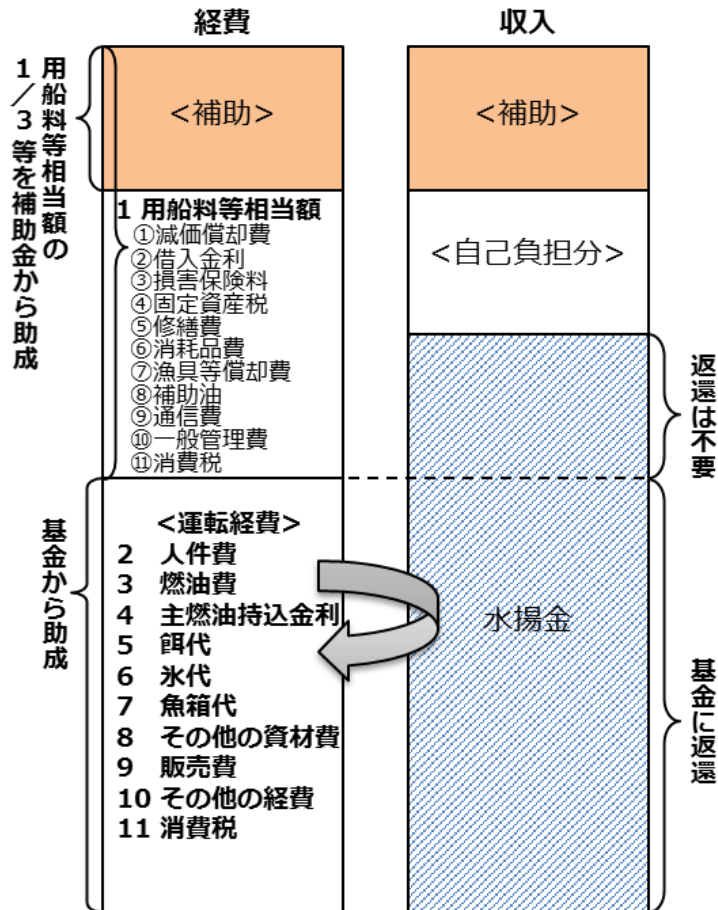 経費
収入
用船料等相当額の
1/3等を補助金から助成
<補助>
<補助>
1 用船料等相当額
①減価償却費
②借入金利
③損害保険料
④固定資産税
⑤修繕費
⑥消耗品費
⑦漁具等償却費
⑧補助油
⑨通信費
⑩一般管理費
⑪消費税
<自己負担分>
返還は不要
基金から助成
<運転経費>
2 人件費
3 燃油費
4 主燃油持込金利
5 餌代
6 氷代
7 魚箱代
8 その他の資材費
9 販売費
10 その他の経費
11 消費税
水揚金
基金に返還